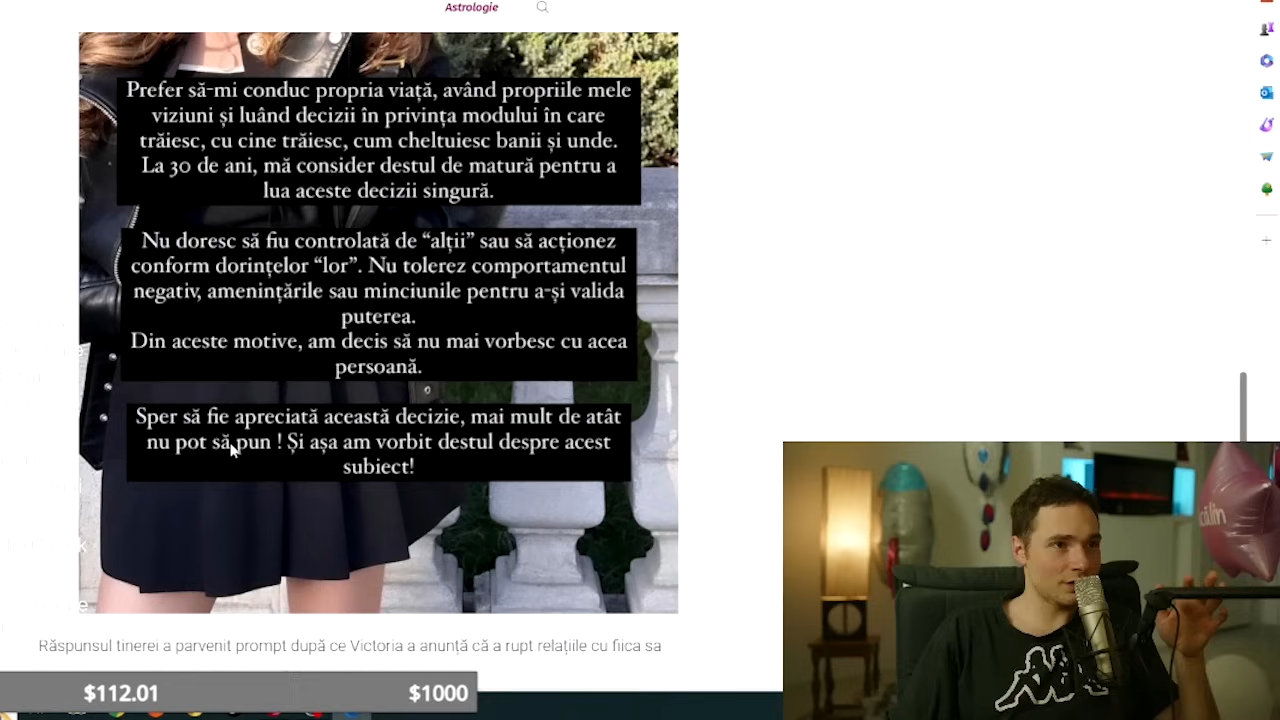 Astrologie
Prefer să-mi conduc propria viață, având propriile mele
viziuni și luând decizii în privința modului în care
trăiesc, cu cine trăiesc, cum cheltuiesc banii și unde.
La 30 de ani, mă consider destul de matură pentru a
lua aceste decizii singură.
Nu doresc să fiu controlată de “alții” sau să acționez
conform dorințelor “lor”. Nu tolerez comportamentul
negativ, amenințările sau minciunile pentru a-și valida
puterea.
Din aceste motive, am decis să nu mai vorbesc cu acea
persoană.
Sper să fie apreciată această decizie, mai mult de atât
nu pot să pun ! Și așa am vorbit destul despre acest
subiect!
Răspunsul tinerei a parvenit prompt după ce Victoria a anunță că a rupt relațiile cu fiica sa
$112.01 $1000